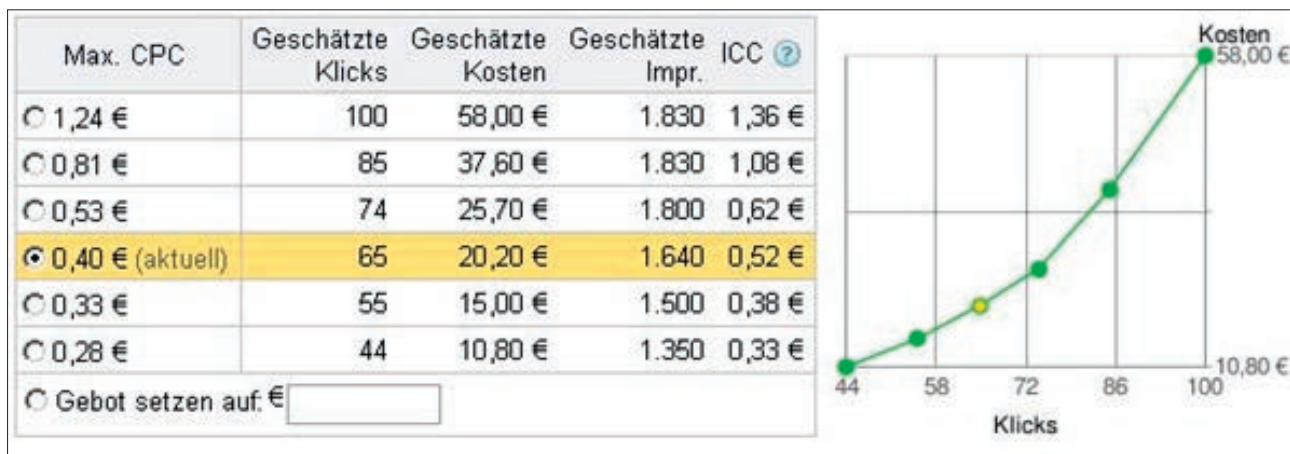 Max. CPC Geschätzte Klicks Geschätzte Kosten Geschätzte Impr. ICC ?
1,24 € 100 58,00 € 1.830 1,36 €
0,81 € 85 37,60 € 1.830 1,08 €
0,53 € 74 25,70 € 1.800 0,62 €
0,40 € (aktuell) 65 20,20 € 1.640 0,52 €
0,33 € 55 15,00 € 1.500 0,38 €
0,28 € 44 10,80 € 1.350 0,33 €
Gebot setzen auf: €
Kosten
58,00 €
10,80 €
44 58 72 86 100
Klicks